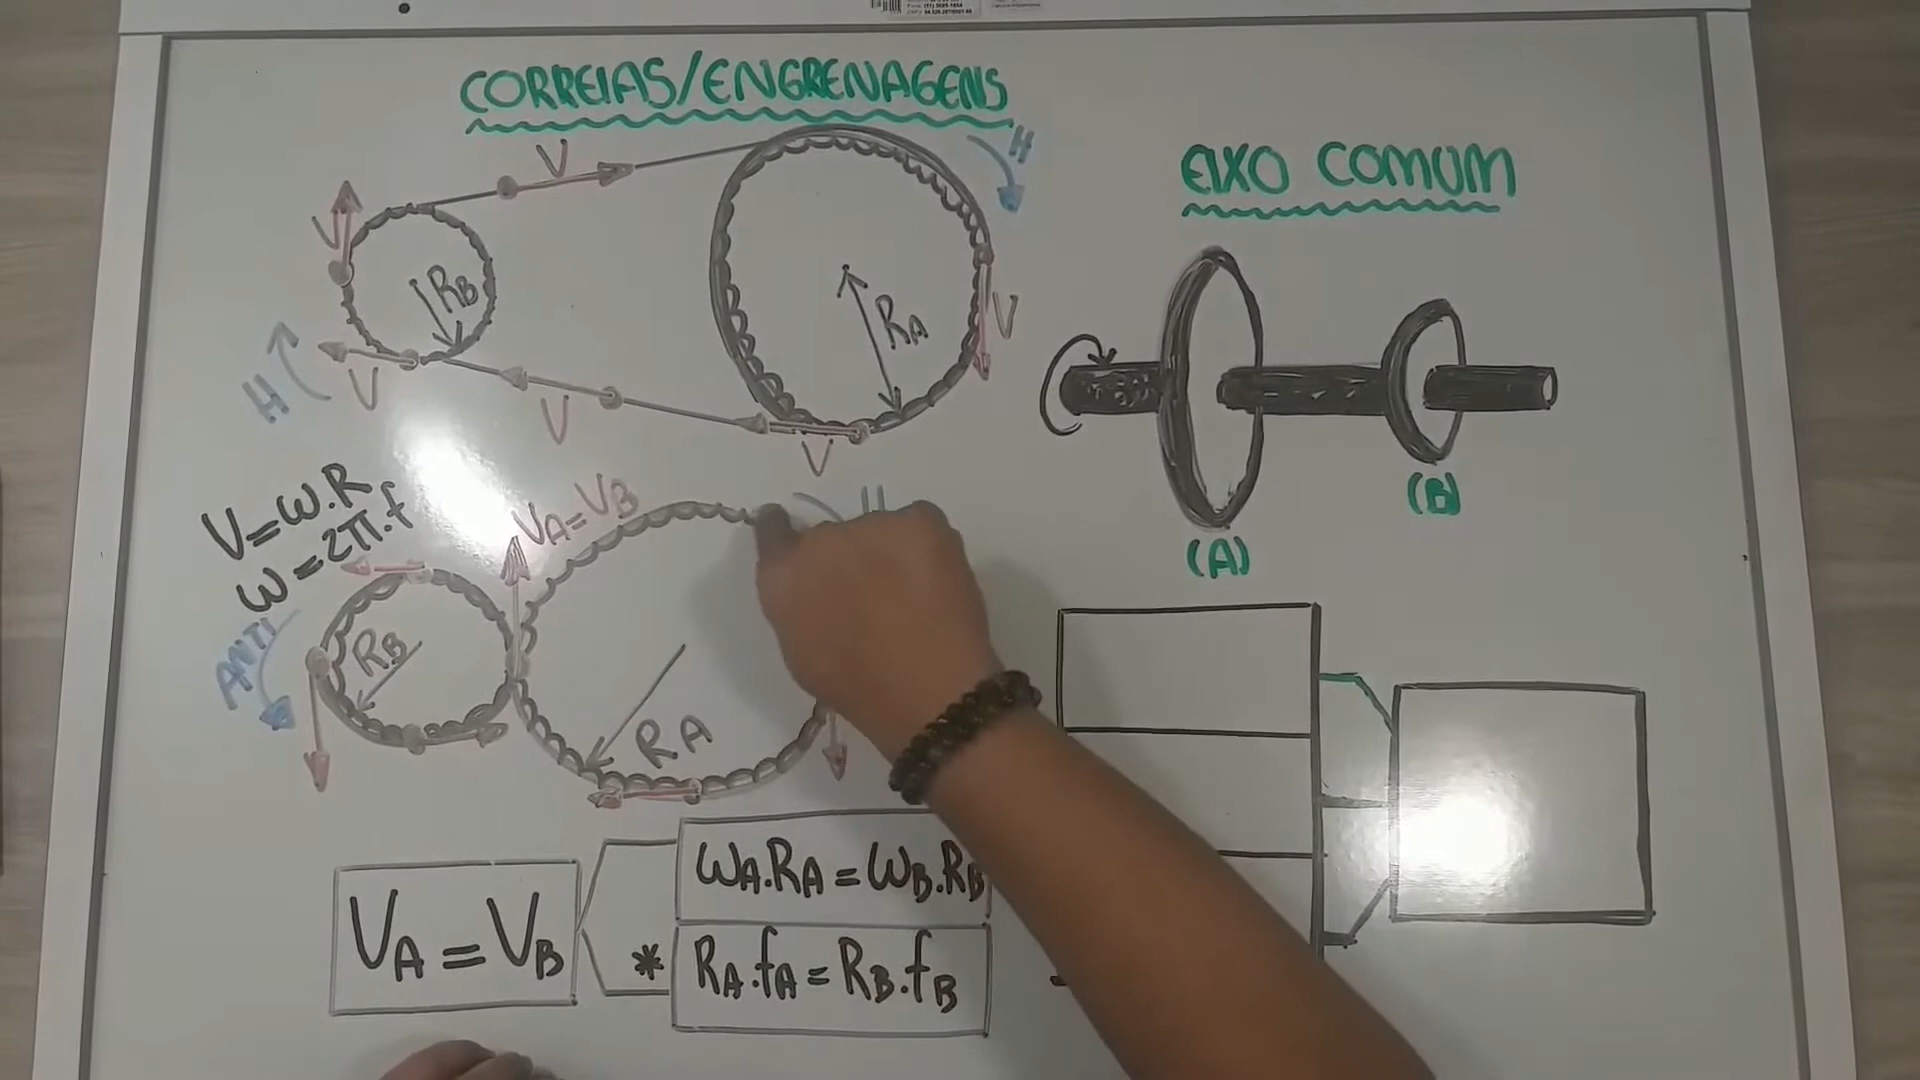 CORREIAS/ENGRENAGENS
H
V
V
RB
RA
V
H
V
V
V
EIXO COMUM
(A)
(B)
V=ω.R
ω=2π.f
VA=VB
H
ANTI
RB
RA
VA=VB
ωA.RA=ωB.RB
* RA.fA=RB.fB